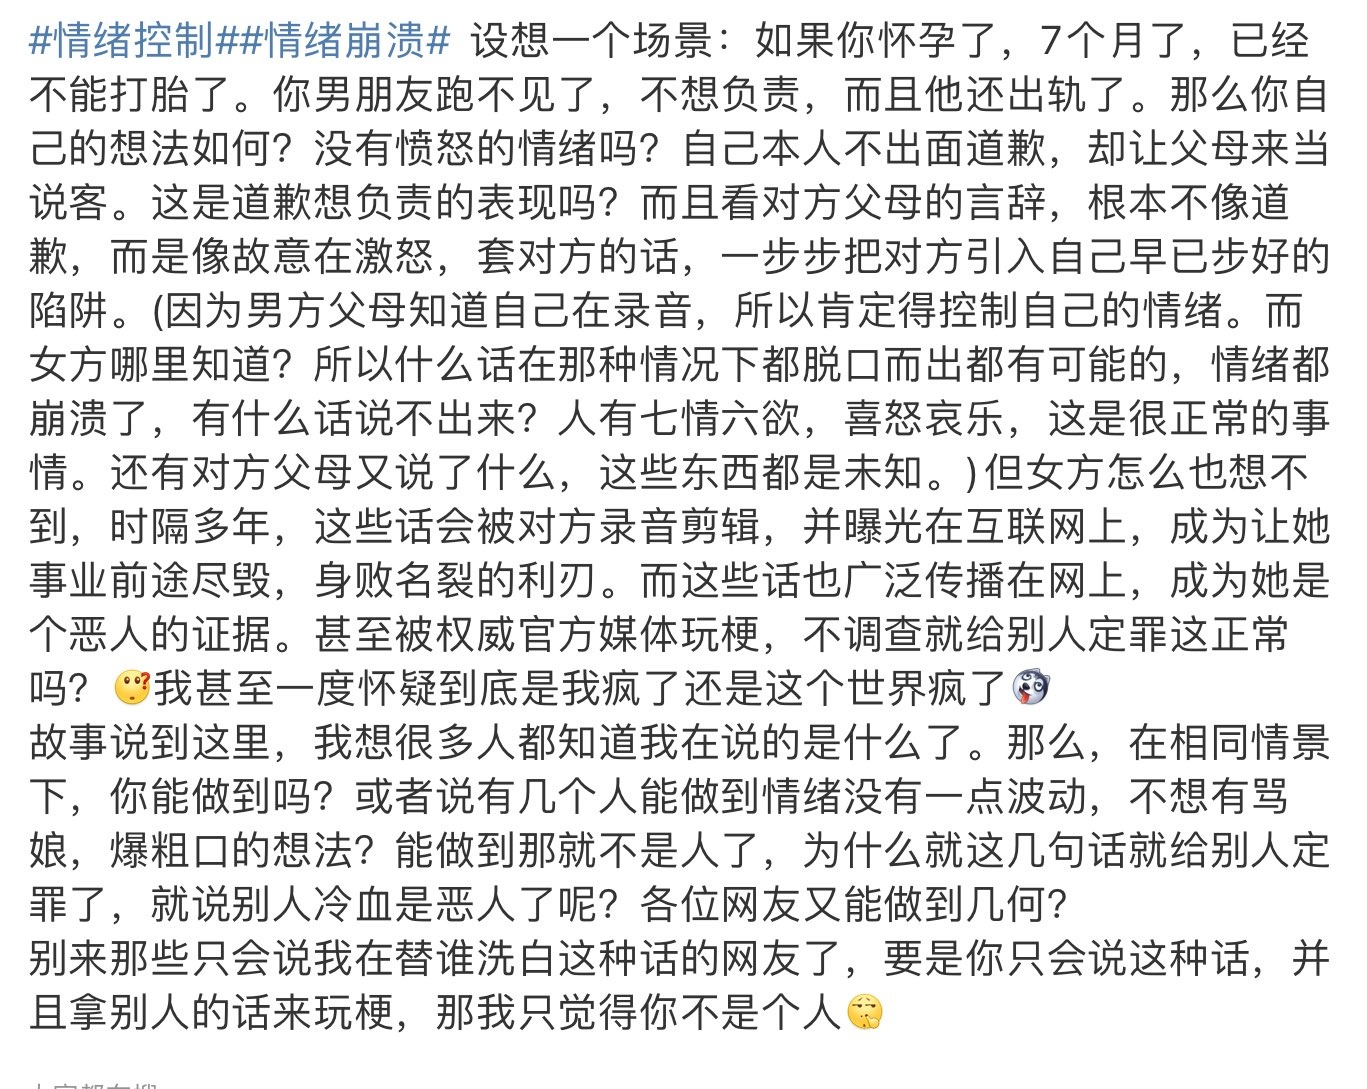 #情绪控制##情绪崩溃# 设想一个场景：如果你怀孕了，7个月了，已经
不能打胎了。你男朋友跑不见了，不想负责，而且他还出轨了。那么你自
己的想法如何？没有愤怒的情绪吗？自己本人不出面道歉，却让父母来当
说客。这是道歉想负责的表现吗？而且看对方父母的言辞，根本不像道
歉，而是像故意在激怒，套对方的话，一步步把对方引入自己早已步好的
陷阱。(因为男方父母知道自己在录音，所以肯定得控制自己的情绪。而
女方哪里知道？所以什么话在那种情况下都脱口而出都有可能的，情绪都
崩溃了，有什么话说不出来？人有七情六欲，喜怒哀乐，这是很正常的事
情。还有对方父母又说了什么，这些东西都是未知。)但女方怎么也想不
到，时隔多年，这些话会被对方录音剪辑，并曝光在互联网上，成为让她
事业前途尽毁，身败名裂的利刃。而这些话也广泛传播在网上，成为她是
个恶人的证据。甚至被权威官方媒体玩梗，不调查就给别人定罪这正常
吗？我甚至一度怀疑到底是我疯了还是这个世界疯了
故事说到这里，我想很多人都知道我在说的是什么了。那么，在相同情景
下，你能做到吗？或者说有几个人能做到情绪没有一点波动，不想有骂
娘，爆粗口的想法？能做到那就不是人了，为什么就这几句话就给别人定
罪了，就说别人冷血是恶人了呢？各位网友又能做到几何？
别来那些只会说我在替谁洗白这种话的网友了，要是你只会说这种话，并
且拿别人的话来玩梗，那我只觉得你不是个人